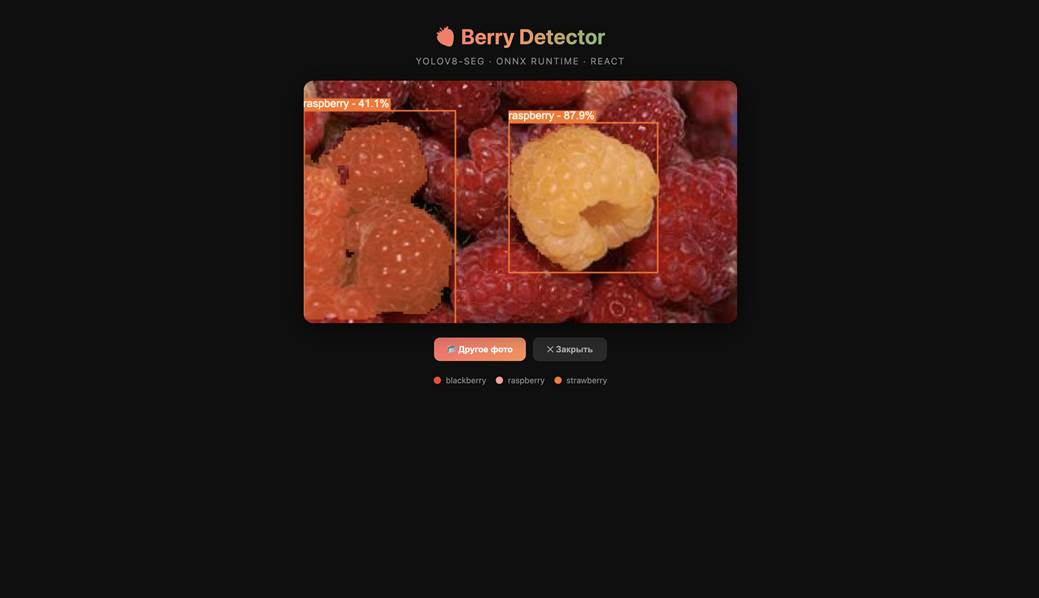 Berry Detector
YOLOV8-SEG · ONNX RUNTIME · REACT
raspberry - 41.1%
raspberry - 87.9%
Другое фото
× Закрыть
blackberry raspberry strawberry